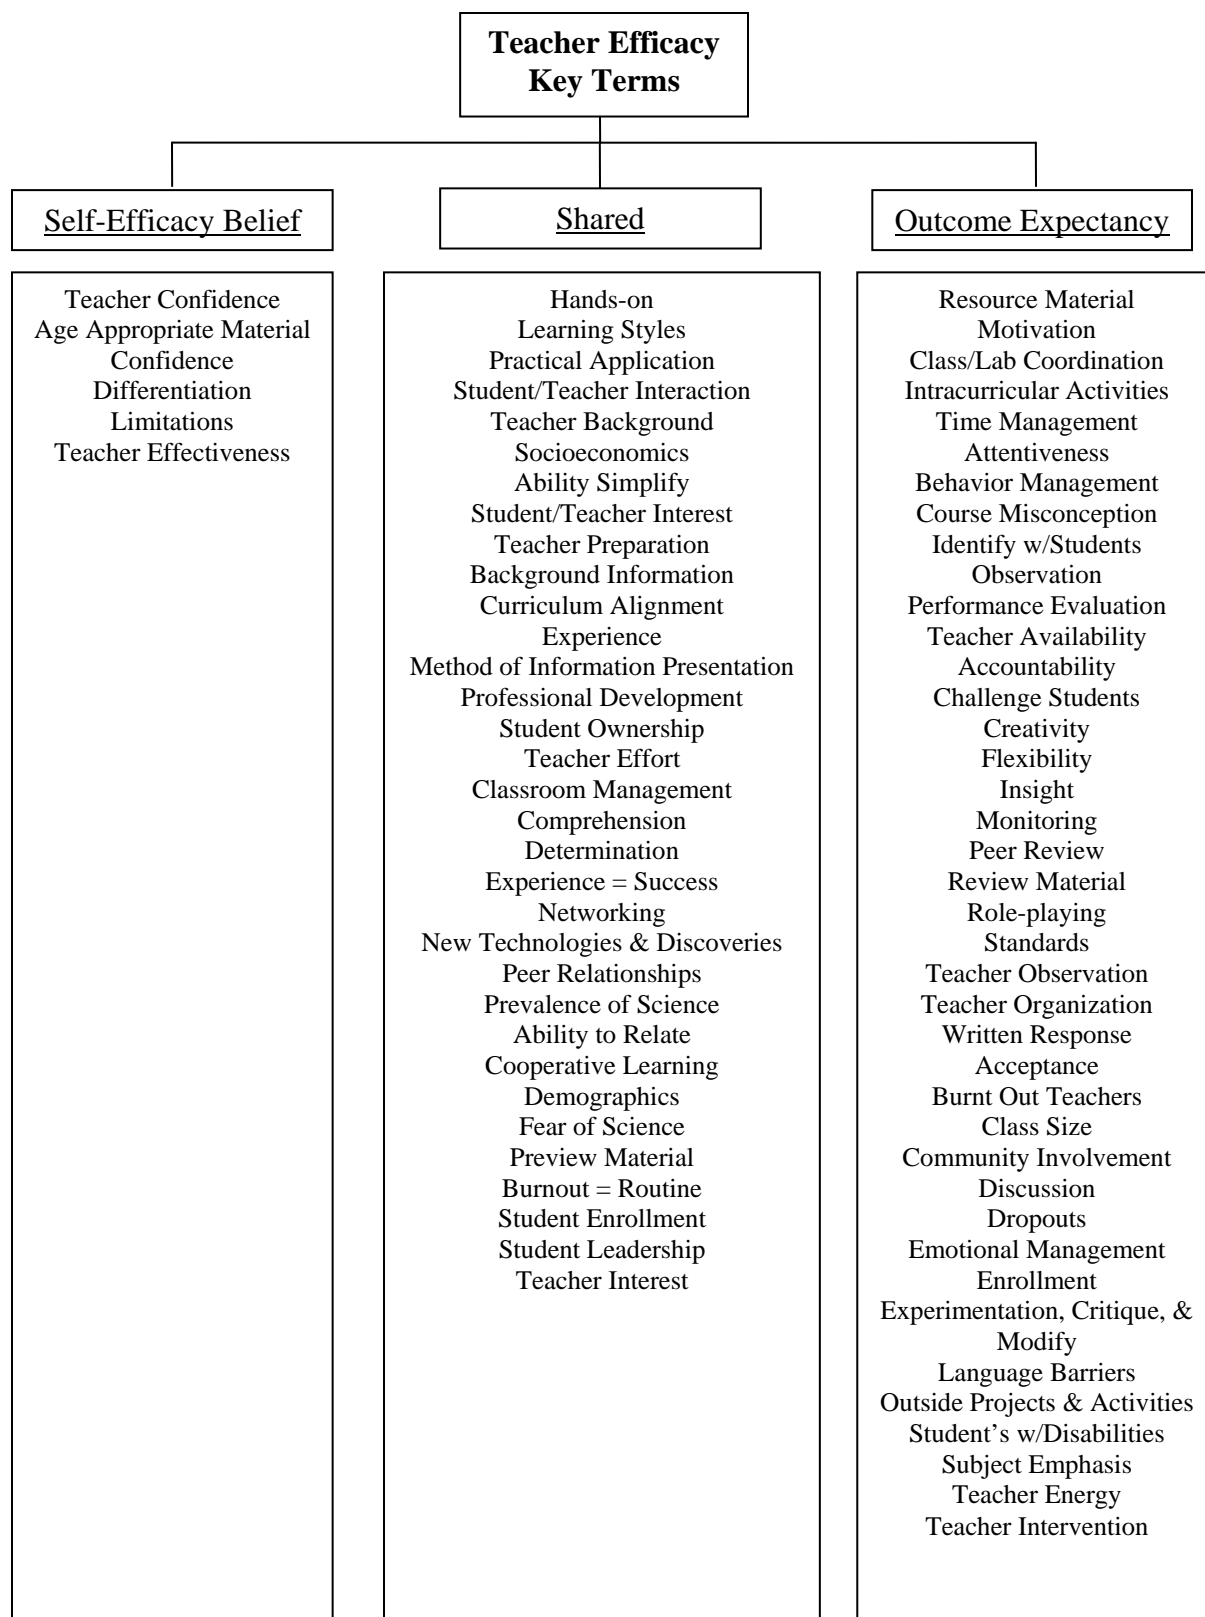 Teacher Efficacy
Key Terms
Self-Efficacy Belief
Teacher Confidence
Age Appropriate Material
Confidence
Differentiation
Limitations
Teacher Effectiveness
Shared
Hands-on
Learning Styles
Practical Application
Student/Teacher Interaction
Teacher Background
Socioeconomics
Ability Simplify
Student/Teacher Interest
Teacher Preparation
Background Information
Curriculum Alignment
Experience
Method of Information Presentation
Professional Development
Student Ownership
Teacher Effort
Classroom Management
Comprehension
Determination
Experience = Success
Networking
New Technologies & Discoveries
Peer Relationships
Prevalence of Science
Ability to Relate
Cooperative Learning
Demographics
Fear of Science
Preview Material
Burnout = Routine
Student Enrollment
Student Leadership
Teacher Interest
Outcome Expectancy
Resource Material
Motivation
Class/Lab Coordination
Intracurricular Activities
Time Management
Attentiveness
Behavior Management
Course Misconception
Identify w/Students
Observation
Performance Evaluation
Teacher Availability
Accountability
Challenge Students
Creativity
Flexibility
Insight
Monitoring
Peer Review
Review Material
Role-playing
Standards
Teacher Observation
Teacher Organization
Written Response
Acceptance
Burnt Out Teachers
Class Size
Community Involvement
Discussion
Dropouts
Emotional Management
Enrollment
Experimentation, Critique, &
Modify
Language Barriers
Outside Projects & Activities
Student’s w/Disabilities
Subject Emphasis
Teacher Energy
Teacher Intervention